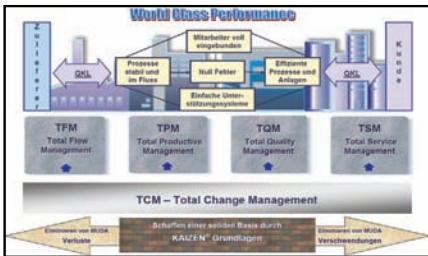 World Class Performance
Zulieferer
Kunde
Mitarbeiter voll
eingebunden
QKL
Prozesse
stabil und
im Fluss
Null Fehler
Effiziente
Prozesse und
Anlagen
QKL
Einfache Unter-
stützungssysteme
TFM
Total Flow
Management
TPM
Total Productive
Management
TQM
Total Quality
Management
TSM
Total Service
Management
TCM – Total Change Management
Eliminieren von MUDA
Verluste
Schaffen einer soliden Basis durch
KAIZEN® Grundlagen
Eliminieren von MUDA
Verschwendungen